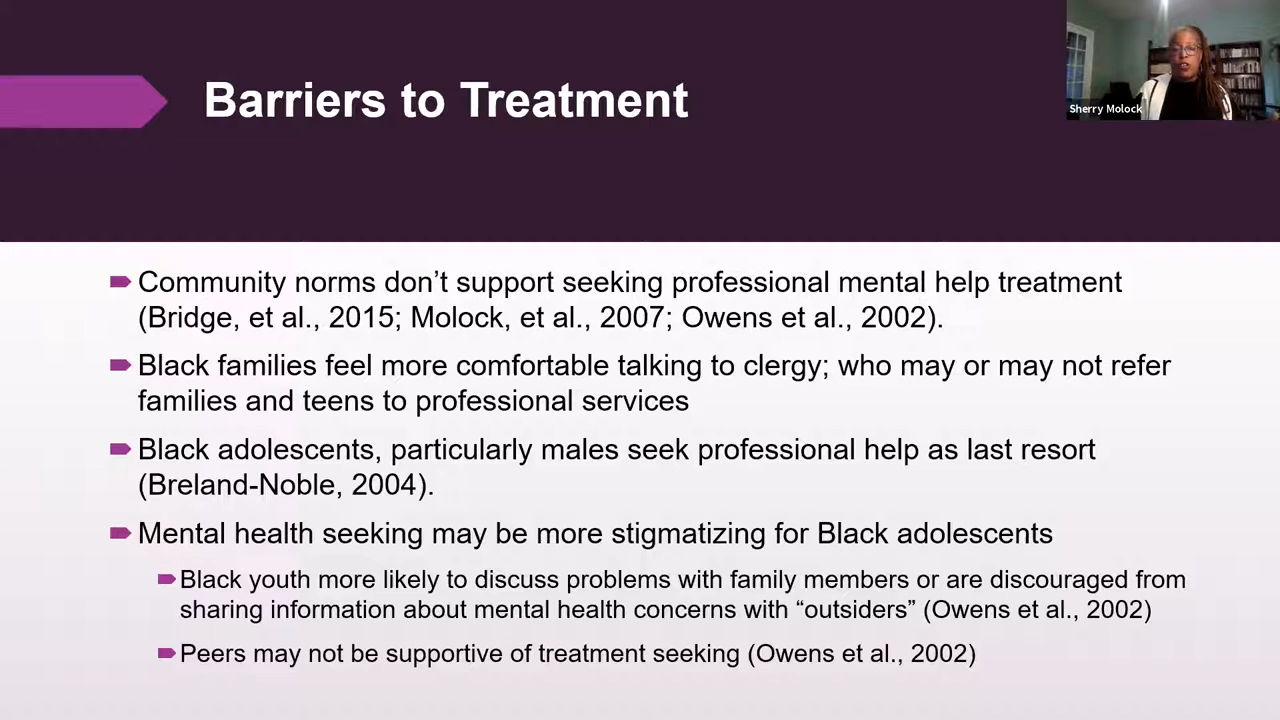 Barriers to Treatment
Sherry Molock
Community norms don’t support seeking professional mental help treatment
(Bridge, et al., 2015; Molock, et al., 2007; Owens et al., 2002).
Black families feel more comfortable talking to clergy; who may or may not refer
families and teens to professional services
Black adolescents, particularly males seek professional help as last resort
(Breland-Noble, 2004).
Mental health seeking may be more stigmatizing for Black adolescents
Black youth more likely to discuss problems with family members or are discouraged from
sharing information about mental health concerns with “outsiders” (Owens et al., 2002)
Peers may not be supportive of treatment seeking (Owens et al., 2002)